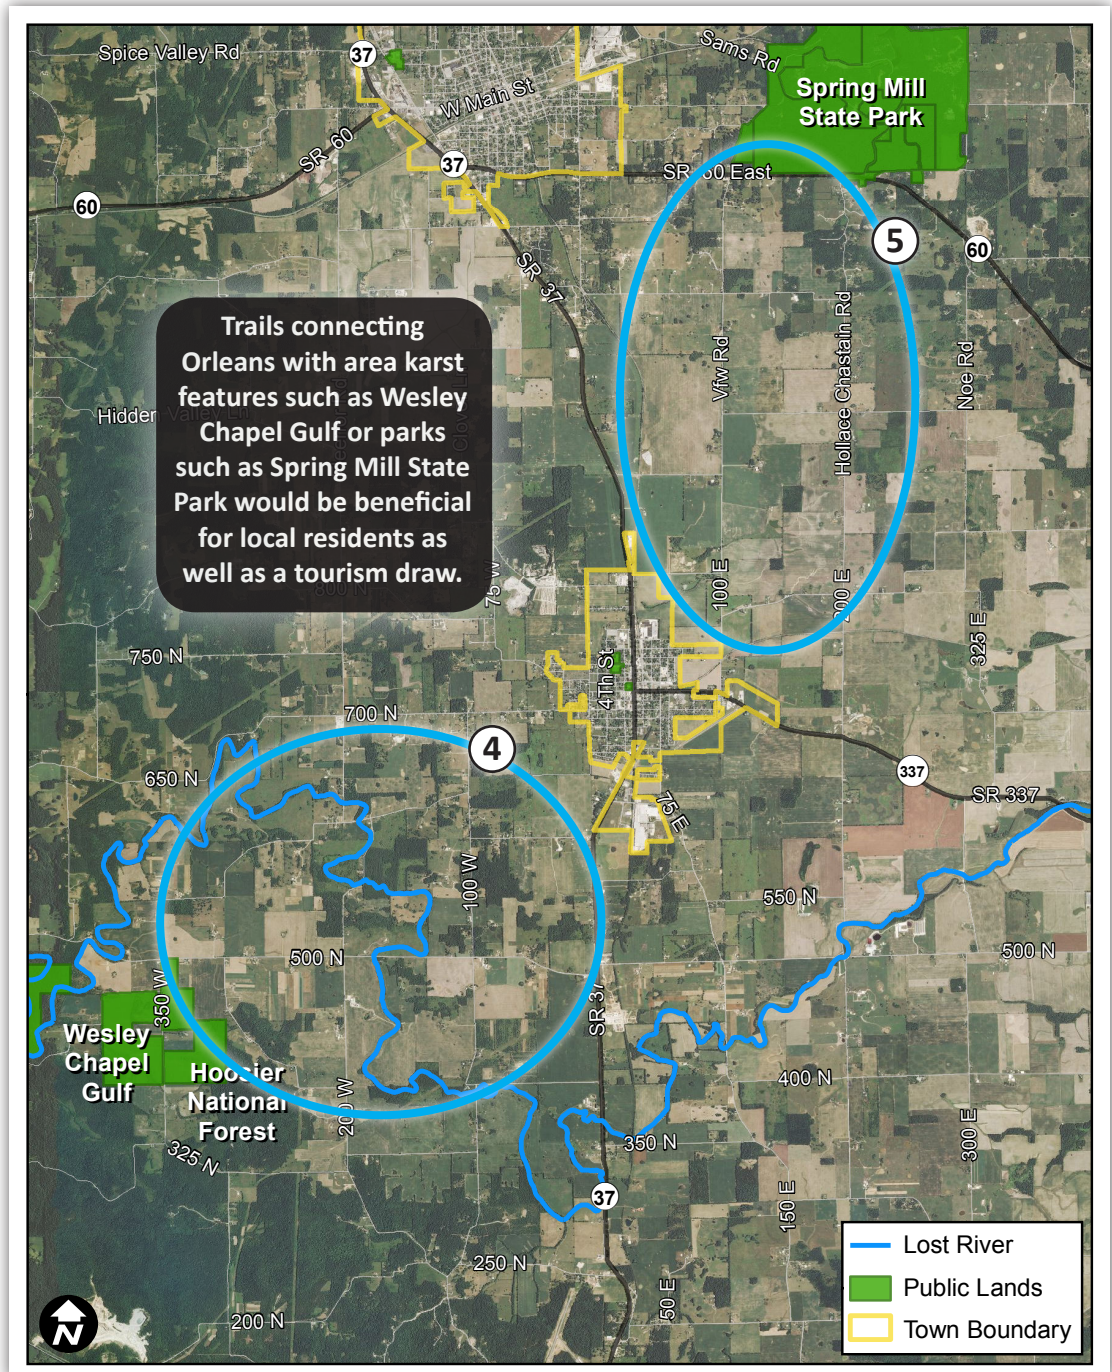 Spice Valley Rd
37
Sams Rd
W Main St
Spring Mill
State Park
SR 60
37
SR 60 East
60
5
60
SR 37
Trails connecting
Orleans with area karst
features such as Wesley
Chapel Gulf or parks
such as Spring Mill State
Park would be beneficial
for local residents as
well as a tourism draw.
Hidden Valley Ln
Vfw Rd
Hollace Chastain Rd
Noe Rd
800 N
75 W
100 E
200 E
325 E
750 N
4Th St
700 N
4
650 N
337
SR 337
75 E
100 W
550 N
500 N
500 N
350 W
SR 37
Wesley
Chapel
Gulf
Hoosier
National
Forest
200 W
400 N
350 N
300 E
325 N
37
150 E
250 N
50 E
200 N
N
Lost River
Public Lands
Town Boundary